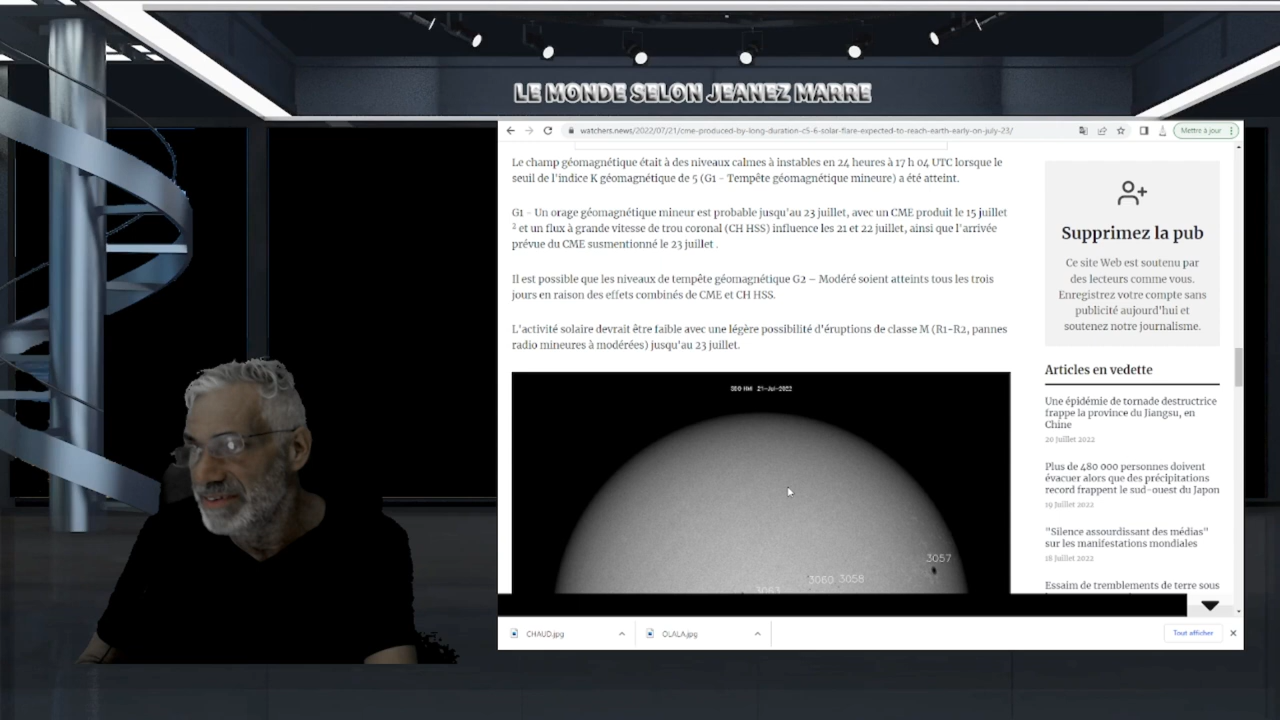 LE MONDE SELON JEANEZ MARRE
watchers.news/2022/07/21/cme-produced-by-long-duration-c5-6-solar-flare-expected-to-reach-earth-early-on-july-23/
Mettre à jour
Le champ géomagnétique était à des niveaux calmes à instables en 24 heures à 17 h 04 UTC lorsque le
seuil de l'indice K géomagnétique de 5 (G1 - Tempête géomagnétique mineure) a été atteint.
G1 - Un orage géomagnétique mineur est probable jusqu'au 23 juillet, avec un CME produit le 15 juillet
2 et un flux à grande vitesse de trou coronal (CH HSS) influence les 21 et 22 juillet, ainsi que l'arrivée
prévue du CME susmentionné le 23 juillet .
Il est possible que les niveaux de tempête géomagnétique G2 – Modéré soient atteints tous les trois
jours en raison des effets combinés de CME et CH HSS.
L'activité solaire devrait être faible avec une légère possibilité d'éruptions de classe M (R1-R2, pannes
radio mineures à modérées) jusqu'au 23 juillet.
SDO HMI 21-Jul-2022
3057
3060 3058
3063
Supprimez la pub
Ce site Web est soutenu par
des lecteurs comme vous.
Enregistrez votre compte sans
publicité aujourd'hui et
soutenez notre journalisme.
Articles en vedette
Une épidémie de tornade destructrice
frappe la province du Jiangsu, en
Chine
20 Juillet 2022
Plus de 480 000 personnes doivent
évacuer alors que des précipitations
record frappent le sud-ouest du Japon
19 Juillet 2022
"Silence assourdissant des médias"
sur les manifestations mondiales
18 Juillet 2022
Essaim de tremblements de terre sous
CHAUD.jpg
OLALA.jpg
Tout afficher